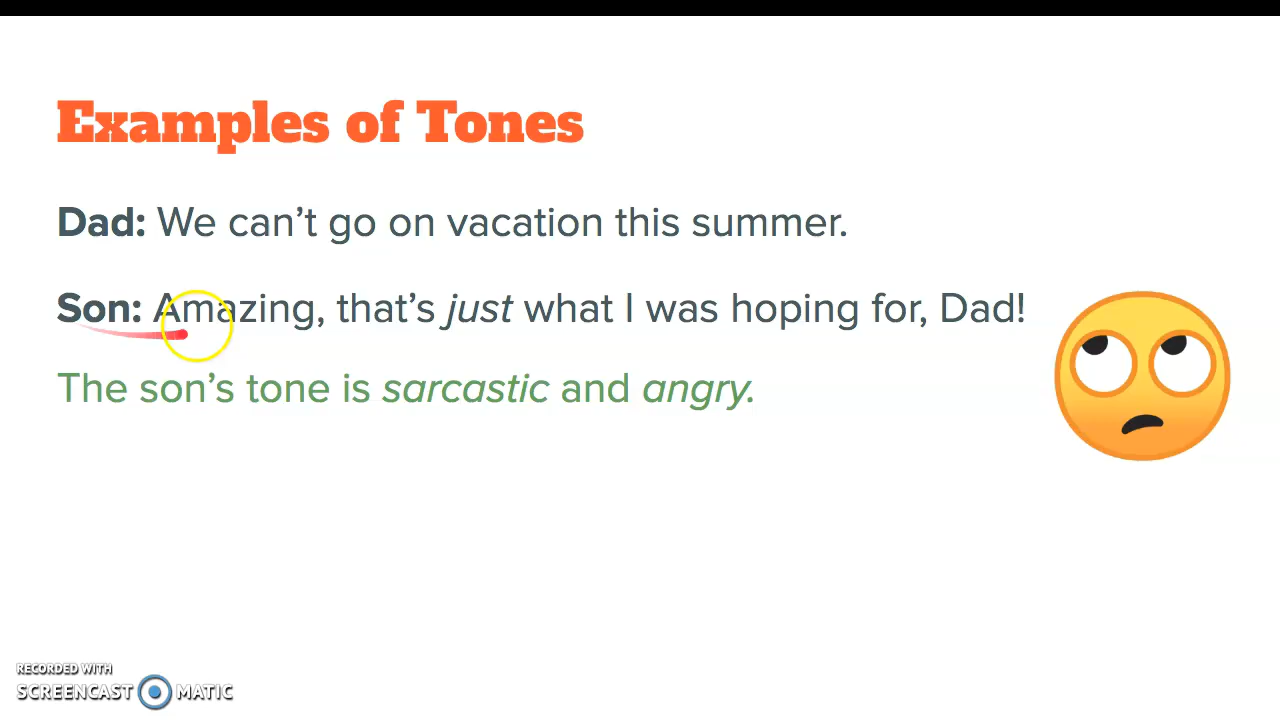 Examples of Tones
Dad: We can’t go on vacation this summer.
Son: Amazing, that’s just what I was hoping for, Dad!
The son’s tone is sarcastic and angry.
RECORDED WITH
SCREENCAST MATIC